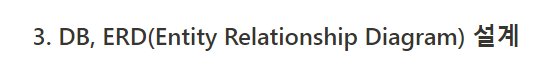 3. DB, ERD(Entity Relationship Diagram) 설계